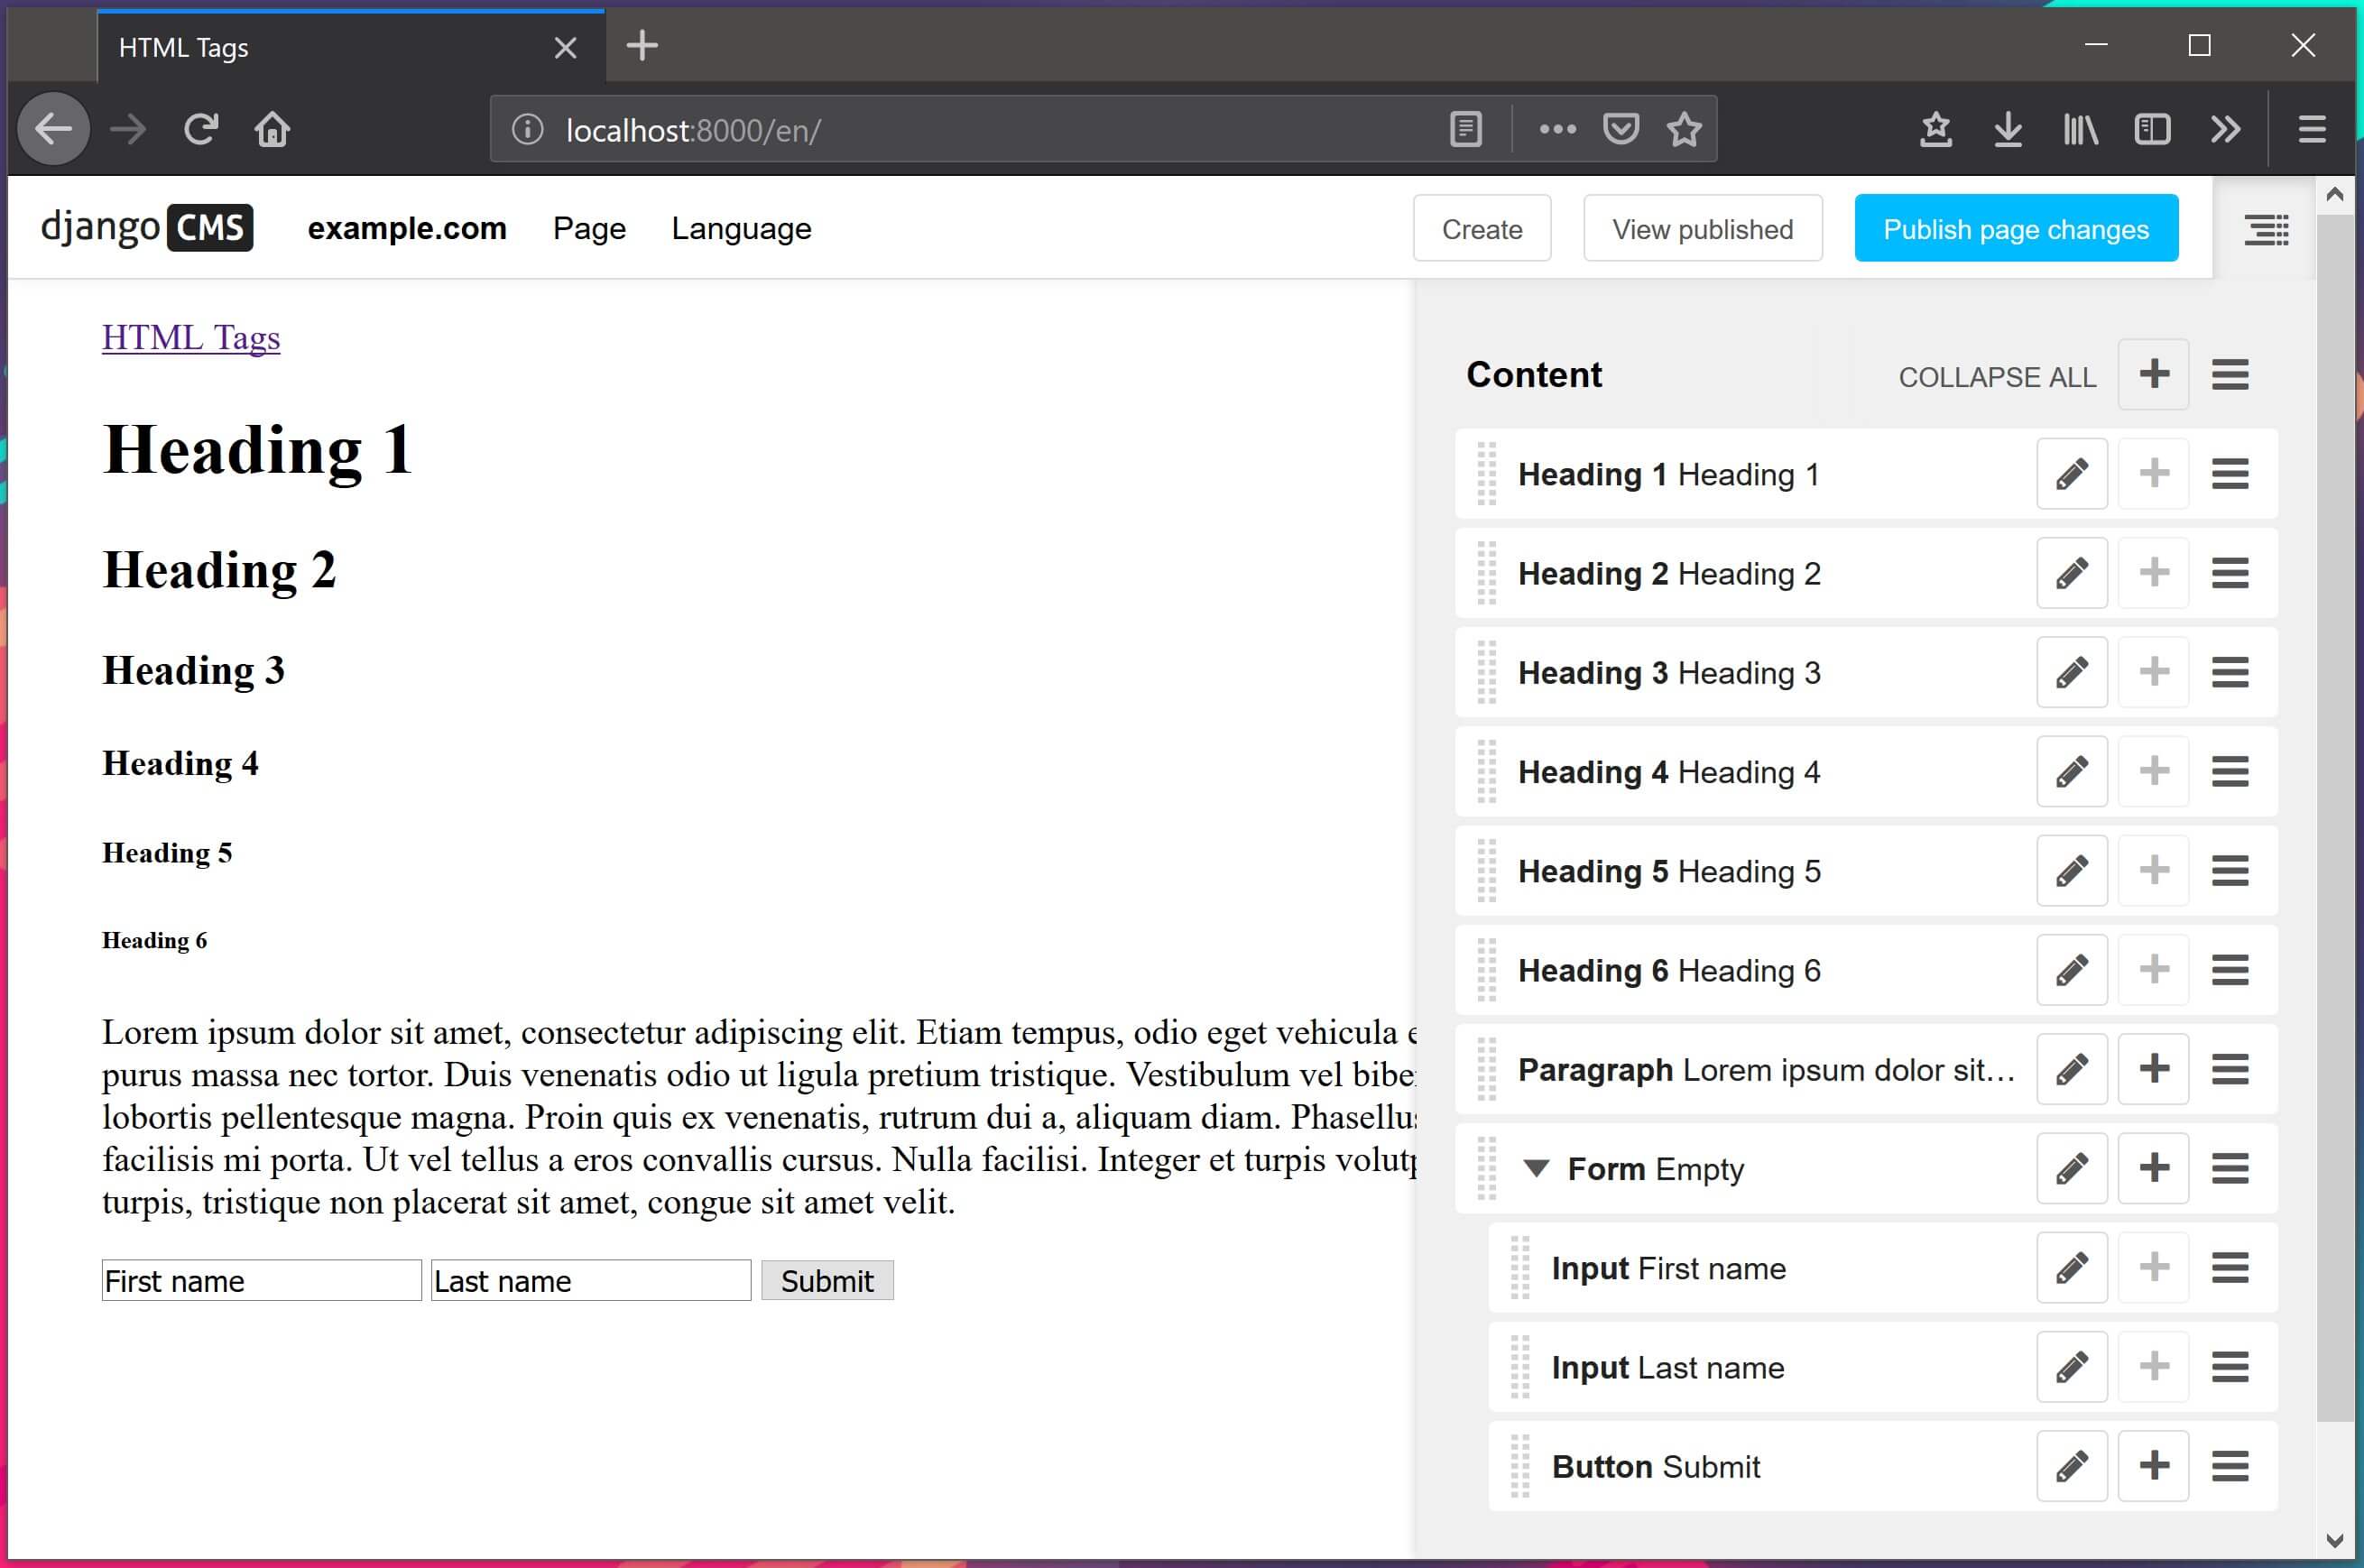 HTML Tags
localhost:8000/en/
django CMS example.com Page Language Create View published Publish page changes
HTML Tags
Heading 1
Heading 2
Heading 3
Heading 4
Heading 5
Heading 6
Lorem ipsum dolor sit amet, consectetur adipiscing elit. Etiam tempus, odio eget vehicula
purus massa nec tortor. Duis venenatis odio ut ligula pretium tristique. Vestibulum vel
lobortis pellentesque magna. Proin quis ex venenatis, rutrum dui a, aliquam diam.
facilisis mi porta. Ut vel tellus a eros convallis cursus. Nulla facilisi. Integer et turpis
turpis, tristique non placerat sit amet, congue sit amet velit.
First name Last name Submit
Content COLLAPSE ALL
Heading 1 Heading 1
Heading 2 Heading 2
Heading 3 Heading 3
Heading 4 Heading 4
Heading 5 Heading 5
Heading 6 Heading 6
Paragraph Lorem ipsum dolor sit...
Form Empty
Input First name
Input Last name
Button Submit